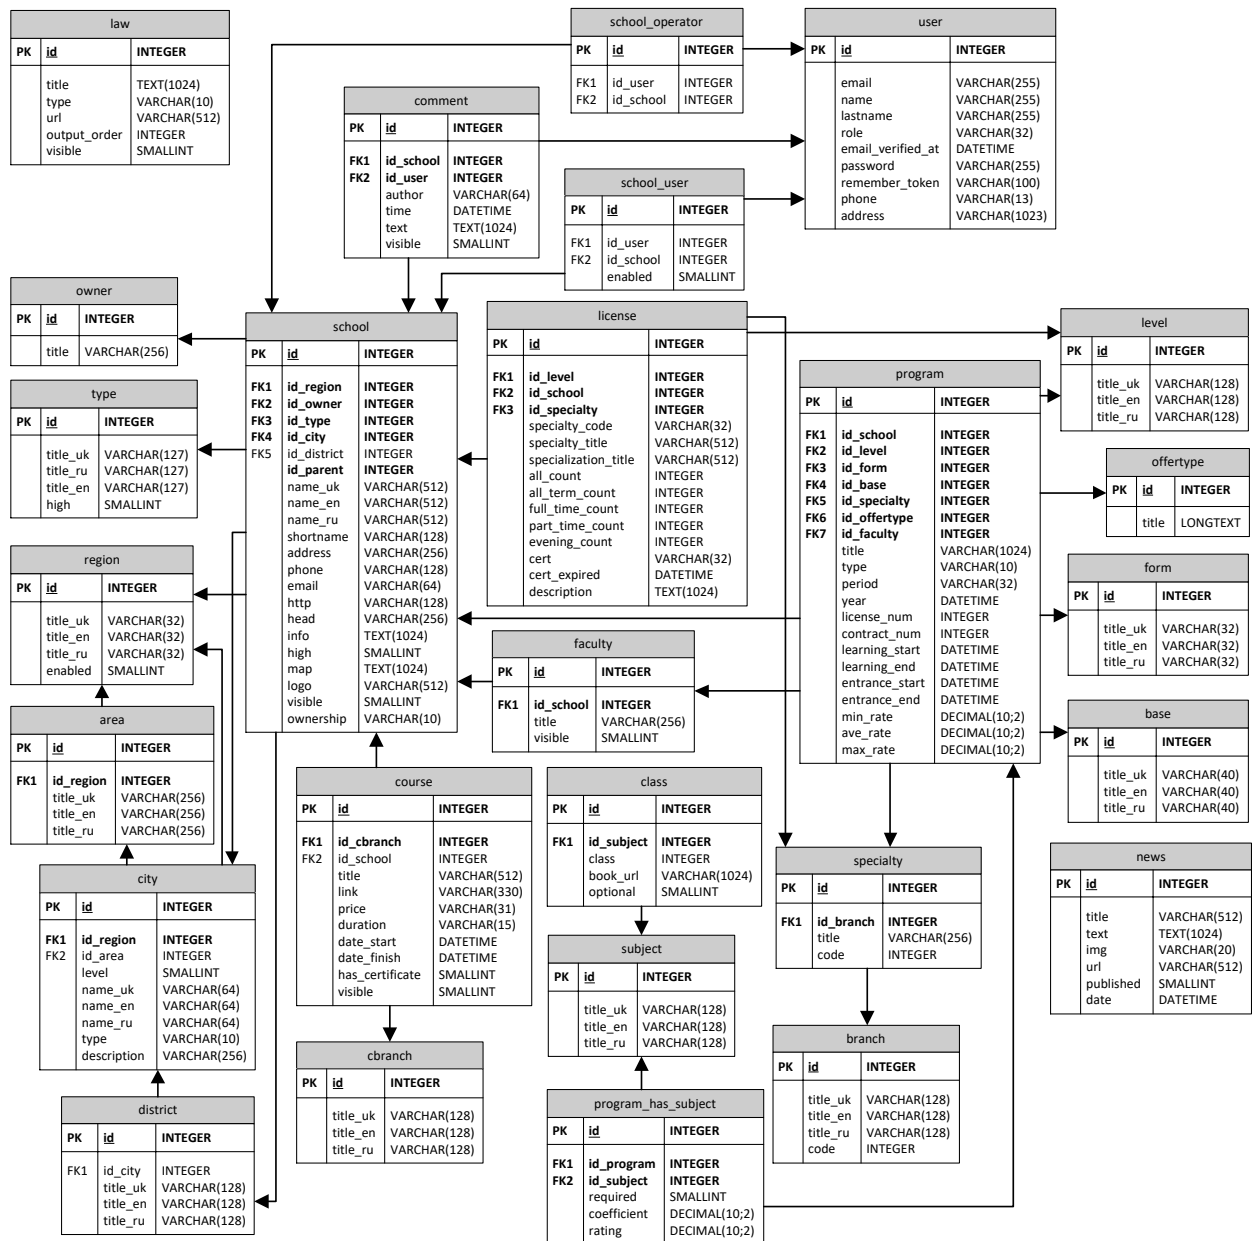 law
PK id INTEGER
title TEXT(1024)
type VARCHAR(10)
url VARCHAR(512)
output_order INTEGER
visible SMALLINT
school_operator
PK id INTEGER
FK1 id_user INTEGER
FK2 id_school INTEGER
user
PK id INTEGER
email VARCHAR(255)
name VARCHAR(255)
lastname VARCHAR(255)
role VARCHAR(32)
email_verified_at DATETIME
password VARCHAR(255)
remember_token VARCHAR(100)
phone VARCHAR(13)
address VARCHAR(1023)
comment
PK id INTEGER
FK1 id_school INTEGER
FK2 id_user INTEGER
author VARCHAR(64)
time DATETIME
text TEXT(1024)
visible SMALLINT
school_user
PK id INTEGER
FK1 id_user INTEGER
FK2 id_school INTEGER
enabled SMALLINT
owner
PK id INTEGER
title VARCHAR(256)
type
PK id INTEGER
title_uk VARCHAR(127)
title_ru VARCHAR(127)
title_en VARCHAR(127)
high SMALLINT
region
PK id INTEGER
title_uk VARCHAR(32)
title_en VARCHAR(32)
title_ru VARCHAR(32)
enabled SMALLINT
area
PK id INTEGER
FK1 id_region INTEGER
title_uk VARCHAR(256)
title_en VARCHAR(256)
title_ru VARCHAR(256)
city
PK id INTEGER
FK1 id_region INTEGER
FK2 id_area INTEGER
level SMALLINT
name_uk VARCHAR(64)
name_en VARCHAR(64)
name_ru VARCHAR(64)
type VARCHAR(10)
description VARCHAR(256)
district
PK id INTEGER
FK1 id_city INTEGER
title_uk VARCHAR(128)
title_en VARCHAR(128)
title_ru VARCHAR(128)
school
PK id INTEGER
FK1 id_region INTEGER
FK2 id_owner INTEGER
FK3 id_type INTEGER
FK4 id_city INTEGER
FK5 id_district INTEGER
id_parent INTEGER
name_uk VARCHAR(512)
name_en VARCHAR(512)
name_ru VARCHAR(512)
shortname VARCHAR(128)
address VARCHAR(256)
phone VARCHAR(128)
email VARCHAR(64)
http VARCHAR(128)
head VARCHAR(256)
info TEXT(1024)
high SMALLINT
map TEXT(1024)
logo VARCHAR(512)
visible SMALLINT
ownership VARCHAR(10)
license
PK id INTEGER
FK1 id_level INTEGER
FK2 id_school INTEGER
FK3 id_specialty INTEGER
specialty_code VARCHAR(32)
specialty_title VARCHAR(512)
specialization_title VARCHAR(512)
all_count INTEGER
all_term_count INTEGER
full_time_count INTEGER
part_time_count INTEGER
evening_count INTEGER
cert VARCHAR(32)
cert_expired DATETIME
description TEXT(1024)
faculty
PK id INTEGER
FK1 id_school INTEGER
title VARCHAR(256)
visible SMALLINT
course
PK id INTEGER
FK1 id_cbranch INTEGER
FK2 id_school INTEGER
title VARCHAR(512)
link VARCHAR(330)
price VARCHAR(31)
duration VARCHAR(15)
date_start DATETIME
date_finish DATETIME
has_certificate SMALLINT
visible SMALLINT
cbranch
PK id INTEGER
title_uk VARCHAR(128)
title_en VARCHAR(128)
title_ru VARCHAR(128)
class
PK id INTEGER
FK1 id_subject INTEGER
class INTEGER
book_url VARCHAR(1024)
optional SMALLINT
subject
PK id INTEGER
title_uk VARCHAR(128)
title_en VARCHAR(128)
title_ru VARCHAR(128)
program_has_subject
PK id INTEGER
FK1 id_program INTEGER
FK2 id_subject INTEGER
required SMALLINT
coefficient DECIMAL(10;2)
rating DECIMAL(10;2)
program
PK id INTEGER
FK1 id_school INTEGER
FK2 id_level INTEGER
FK3 id_form INTEGER
FK4 id_base INTEGER
FK5 id_specialty INTEGER
FK6 id_offertype INTEGER
FK7 id_faculty INTEGER
title VARCHAR(1024)
type VARCHAR(10)
period VARCHAR(32)
year DATETIME
license_num INTEGER
contract_num INTEGER
learning_start DATETIME
learning_end DATETIME
entrance_start DATETIME
entrance_end DATETIME
min_rate DECIMAL(10;2)
ave_rate DECIMAL(10;2)
max_rate DECIMAL(10;2)
specialty
PK id INTEGER
FK1 id_branch INTEGER
title VARCHAR(256)
code INTEGER
branch
PK id INTEGER
title_uk VARCHAR(128)
title_en VARCHAR(128)
title_ru VARCHAR(128)
code INTEGER
level
PK id INTEGER
title_uk VARCHAR(128)
title_en VARCHAR(128)
title_ru VARCHAR(128)
offertype
PK id INTEGER
title LONGTEXT
form
PK id INTEGER
title_uk VARCHAR(32)
title_en VARCHAR(32)
title_ru VARCHAR(32)
base
PK id INTEGER
title_uk VARCHAR(40)
title_en VARCHAR(40)
title_ru VARCHAR(40)
news
PK id INTEGER
title VARCHAR(512)
text TEXT(1024)
img VARCHAR(20)
url VARCHAR(512)
published SMALLINT
date DATETIME